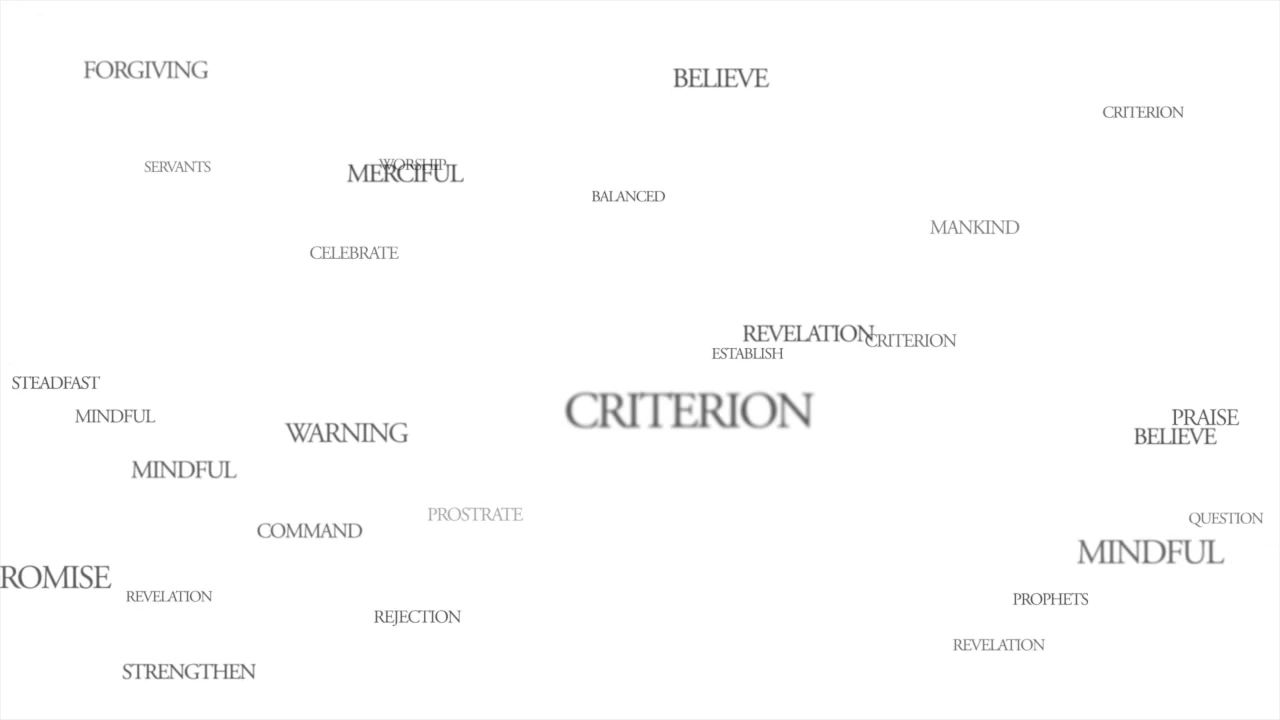 FORGIVING
BELIEVE
CRITERION
SERVANTS
WORSHIP
MERCIFUL
BALANCED
MANKIND
CELEBRATE
REVELATION
CRITERION
ESTABLISH
STEADFAST
CRITERION
MINDFUL
PRAISE
WARNING
BELIEVE
MINDFUL
PROSTRATE
QUESTION
COMMAND
MINDFUL
ROMISE
REVELATION
PROPHETS
REJECTION
REVELATION
STRENGTHEN